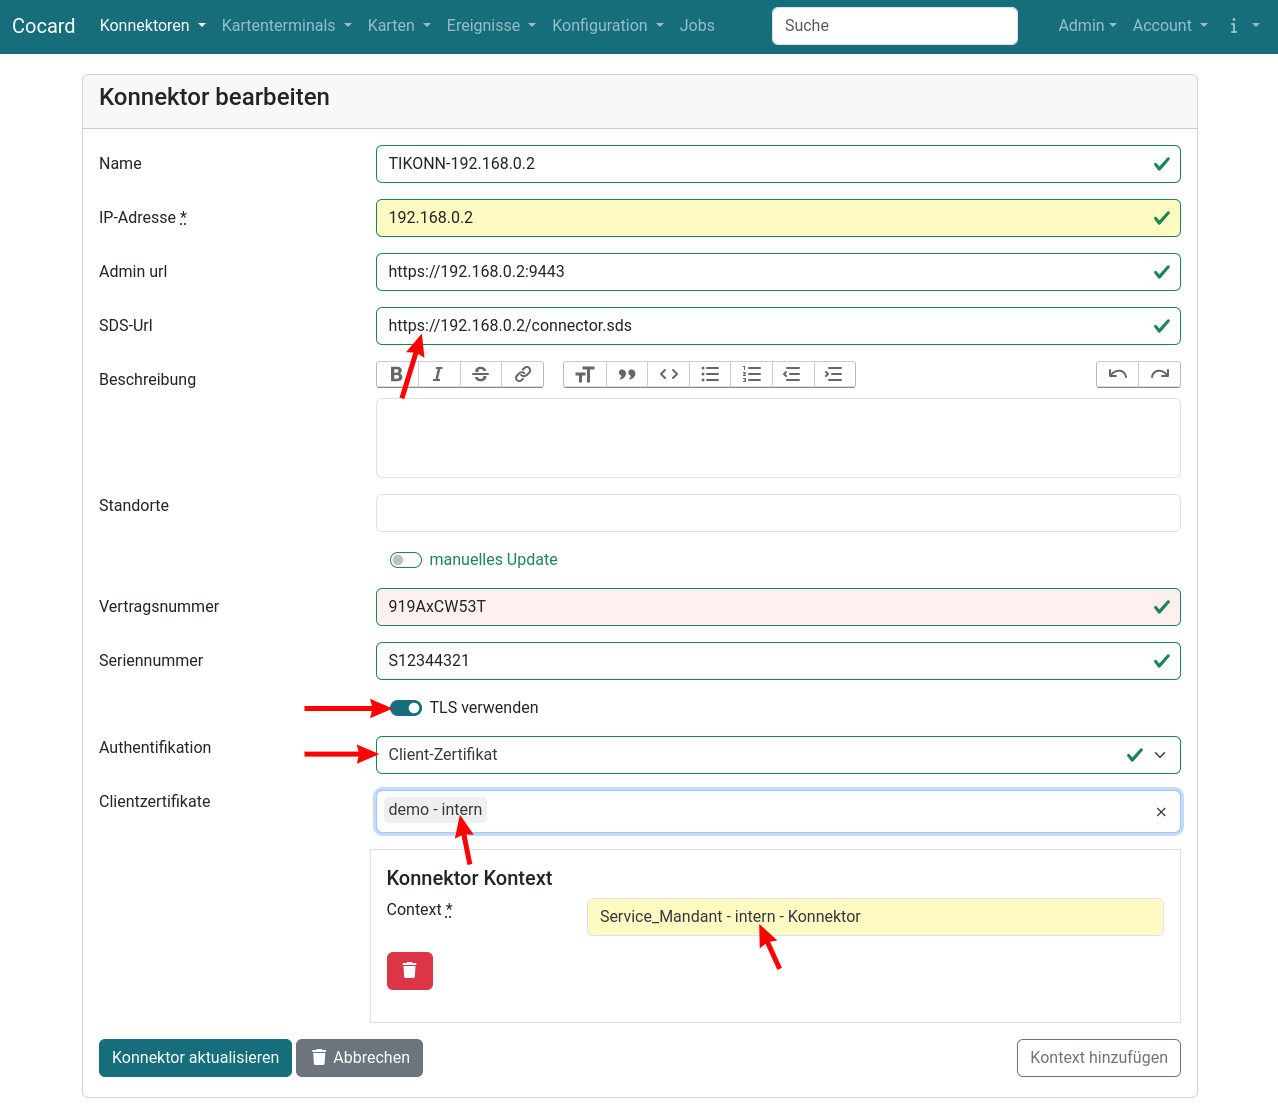 Cocard Konnektoren Kartenterminals Karten Ereignisse Konfiguration Jobs Suche Admin Account i
Konnektor bearbeiten
Name TIKONN-192.168.0.2
IP-Adresse * 192.168.0.2
Admin url https://192.168.0.2:9443
SDS-Url https://192.168.0.2/connector.sds
Beschreibung
Standorte
manuelles Update
Vertragsnummer 919AxCW53T
Seriennummer S12344321
TLS verwenden
Authentifikation Client-Zertifikat
Clientzertifikate demo - intern ×
Konnektor Kontext
Context * Service_Mandant - intern - Konnektor
Konnektor aktualisieren Abbrechen Kontext hinzufügen